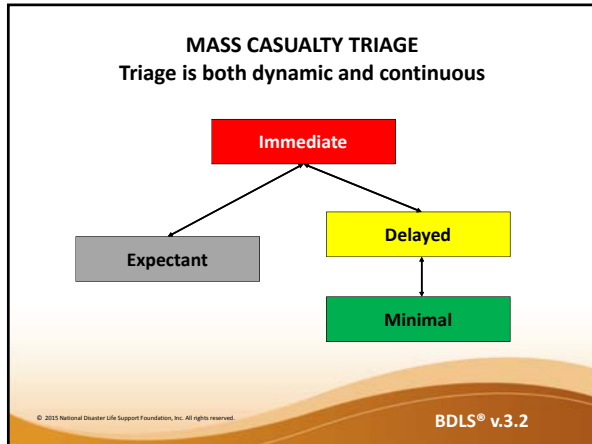 MASS CASUALTY TRIAGE
Triage is both dynamic and continuous
Immediate
Delayed
Expectant
Minimal
© 2015 National Disaster Life Support Foundation, Inc. All rights reserved.
BDLS® v.3.2